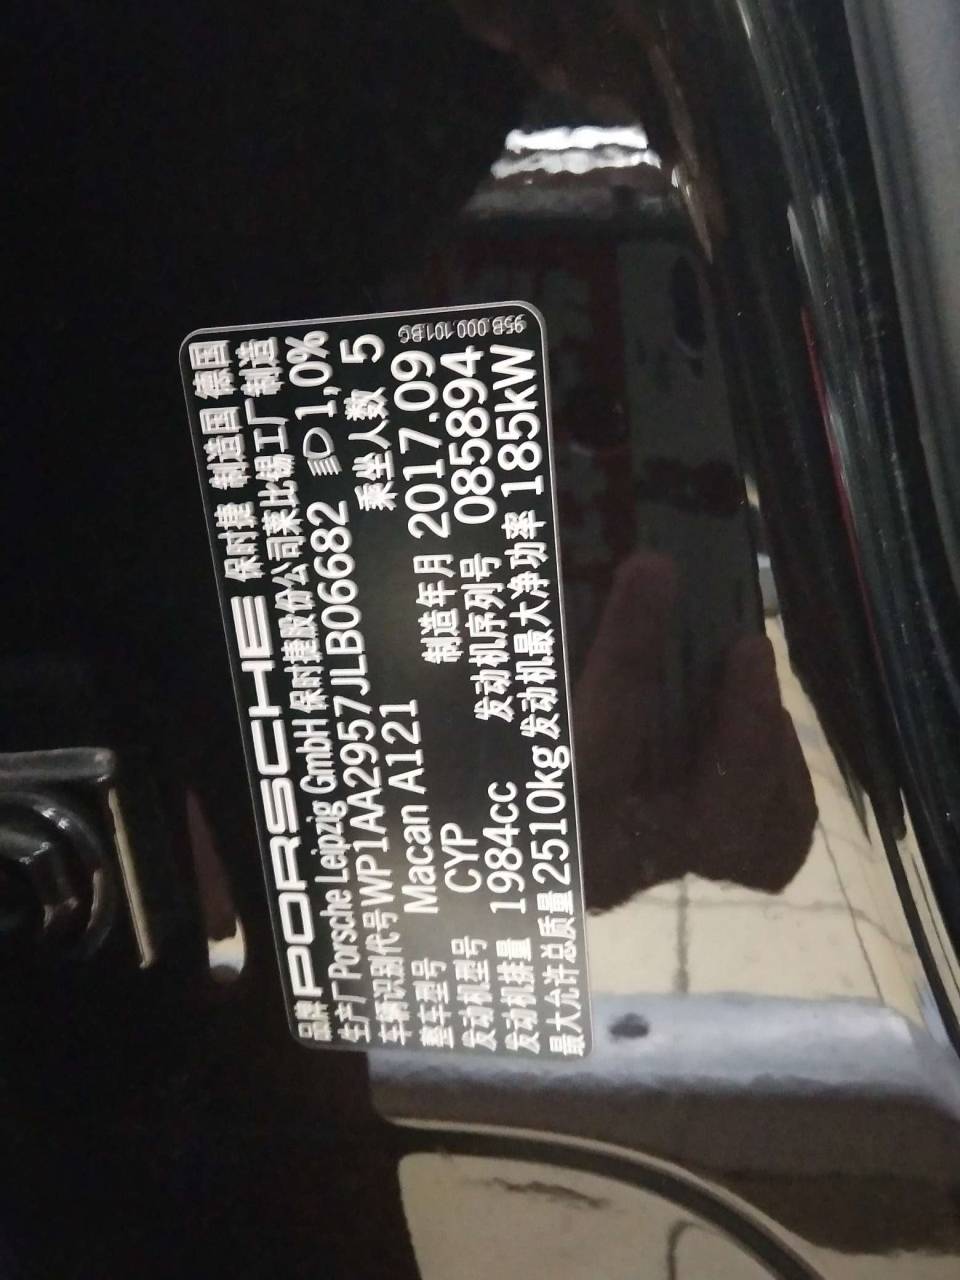 品牌 PORSCHE 保时捷 制造国 德国
生产厂 Porsche Leipzig GmbH 保时捷股份公司莱比锡工厂制造
车辆识别代号 WP1AA2957JLB06682 1,0%
整车型号 Macan A121 乘坐人数 5
发动机型号 CYP 制造年月 2017.09
发动机排量 1984cc 发动机序列号 085894
最大允许总质量 2510kg 发动机最大净功率 185kW
95B.000.101.BG